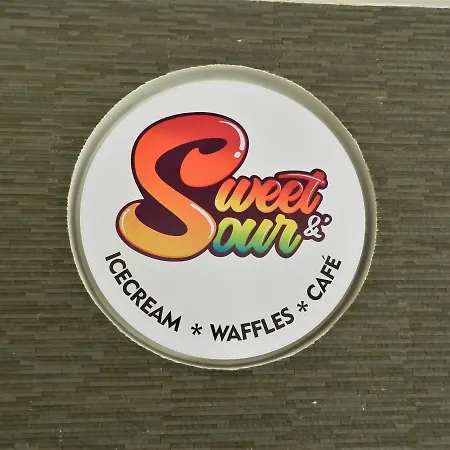 Sweet &
Sour
ICECREAM * WAFFLES * CAFÉ